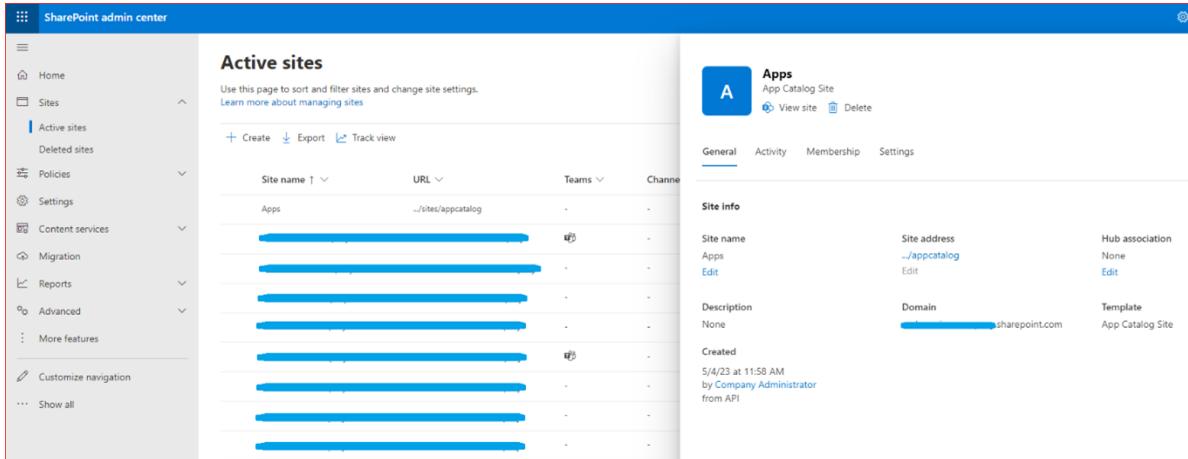 SharePoint admin center
Home
Sites
Active sites
Deleted sites
Policies
Settings
Content services
Migration
Reports
Advanced
More features
Customize navigation
Show all
Active sites
Use this page to sort and filter sites and change site settings.
Learn more about managing sites
Create Export Track view
Site name ↑ URL Teams Channe
Apps .../sites/appcatalog - -
-
- -
- -
- -
-
- -
- -
- -
A
Apps
App Catalog Site
View site Delete
General Activity Membership Settings
Site info
Site name Site address Hub association
Apps .../appcatalog None
Edit Edit Edit
Description Domain Template
None .sharepoint.com App Catalog Site
Created
5/4/23 at 11:58 AM
by Company Administrator
from API